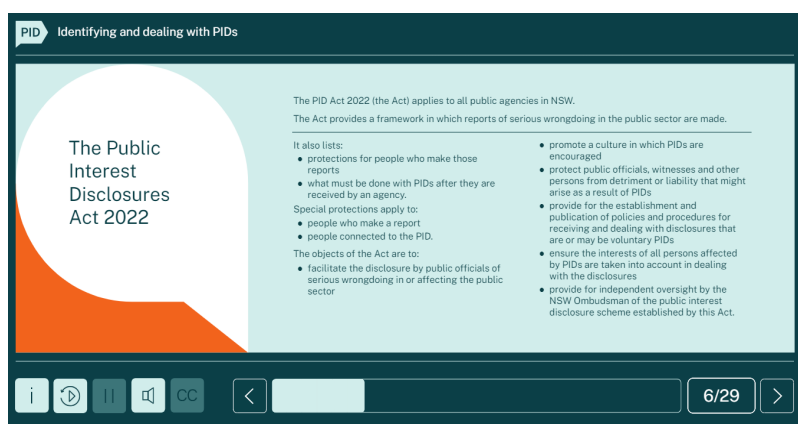 PID
Identifying and dealing with PIDs
The Public
Interest
Disclosures
Act 2022
The PID Act 2022 (the Act) applies to all public agencies in NSW.
The Act provides a framework in which reports of serious wrongdoing in the public sector are made.
It also lists:
● protections for people who make those
reports
● what must be done with PIDs after they are
received by an agency.
Special protections apply to:
● people who make a report
● people connected to the PID.
The objects of the Act are to:
● facilitate the disclosure by public officials of
serious wrongdoing in or affecting the public
sector
● promote a culture in which PIDs are
encouraged
● protect public officials, witnesses and other
persons from detriment or liability that might
arise as a result of PIDs
● provide for the establishment and
publication of policies and procedures for
receiving and dealing with disclosures that
are or may be voluntary PIDs
● ensure the interests of all persons affected
by PIDs are taken into account in dealing
with the disclosures
● provide for independent oversight by the
NSW Ombudsman of the public interest
disclosure scheme established by this Act.
i
CC
6/29